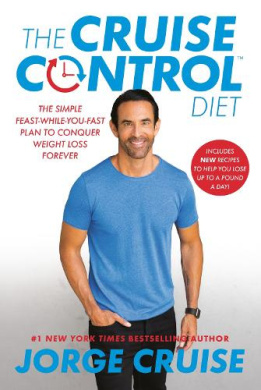 THE CRUISE
CONTROL™
DIET
THE SIMPLE
FEAST-WHILE-YOU-FAST
PLAN TO CONQUER
WEIGHT LOSS
FOREVER
INCLUDES
NEW RECIPES
TO HELP YOU LOSE
UP TO A POUND
A DAY!
#1 NEW YORK TIMES BESTSELLING AUTHOR
JORGE CRUISE